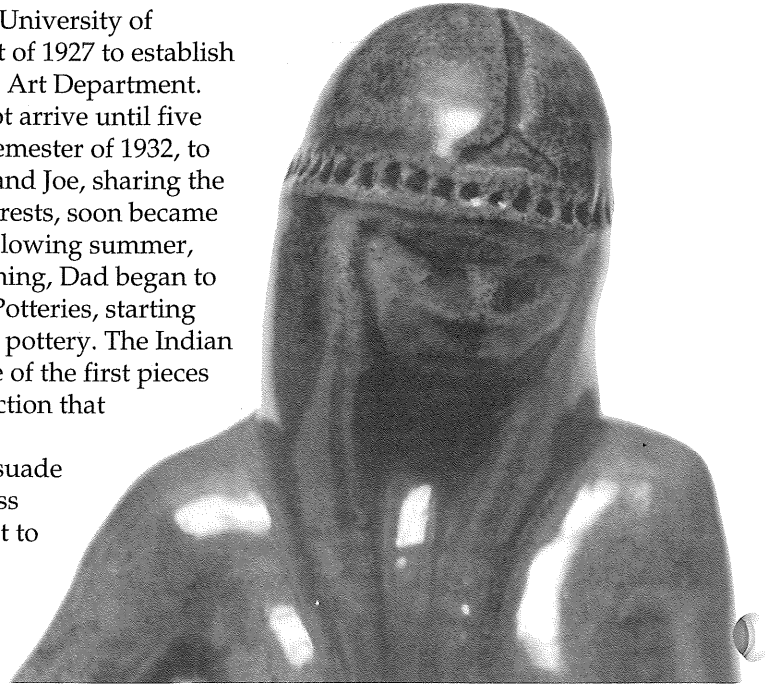 University of
t of 1927 to establish
Art Department.
ot arrive until five
emester of 1932, to
and Joe, sharing the
rests, soon became
lowing summer,
ning, Dad began to
Potteries, starting
pottery. The Indian
e of the first pieces
ction that
suade
ss
t to